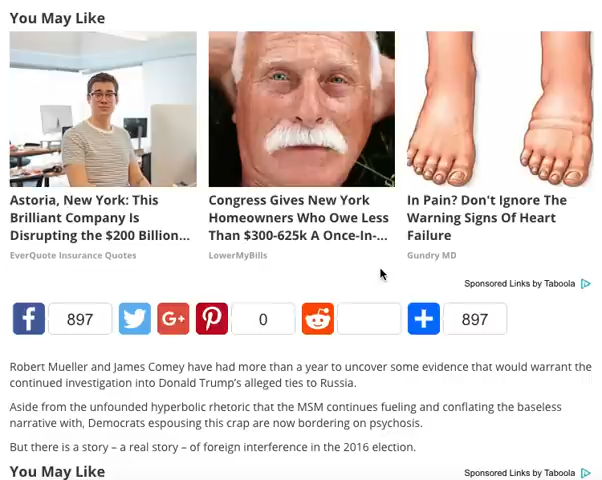 You May Like
Astoria, New York: This
Brilliant Company Is
Disrupting the $200 Billion...
EverQuote Insurance Quotes
Congress Gives New York
Homeowners Who Owe Less
Than $300-625k A Once-In-...
LowerMyBills
In Pain? Don't Ignore The
Warning Signs Of Heart
Failure
Gundry MD
Sponsored Links by Taboola
f 897 G+ 0 897
Robert Mueller and James Comey have had more than a year to uncover some evidence that would warrant the
continued investigation into Donald Trump’s alleged ties to Russia.
Aside from the unfounded hyperbolic rhetoric that the MSM continues fueling and conflating the baseless
narrative with, Democrats espousing this crap are now bordering on psychosis.
But there is a story – a real story – of foreign interference in the 2016 election.
You May Like
Sponsored Links by Taboola